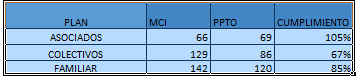 PLAN MCI PPTO CUMPLIMIENTO
ASOCIADOS 66 69 105%
COLECTIVOS 129 86 67%
FAMILIAR 142 120 85%